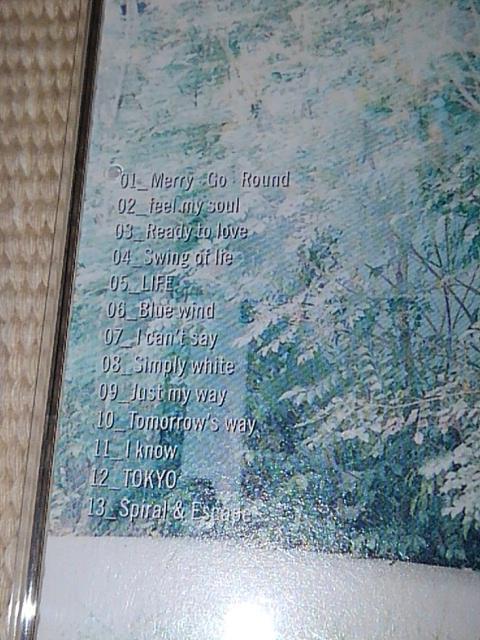 01_Merry・Go・Round
02_feel my soul
03_Ready to love
04_Swing of lie
05_LIFE
06_Blue wind
07_I can't say
08_Simply white
09_Just my way
10_Tomorrow's way
11_I know
12_TOKYO
13_Spiral & Escape